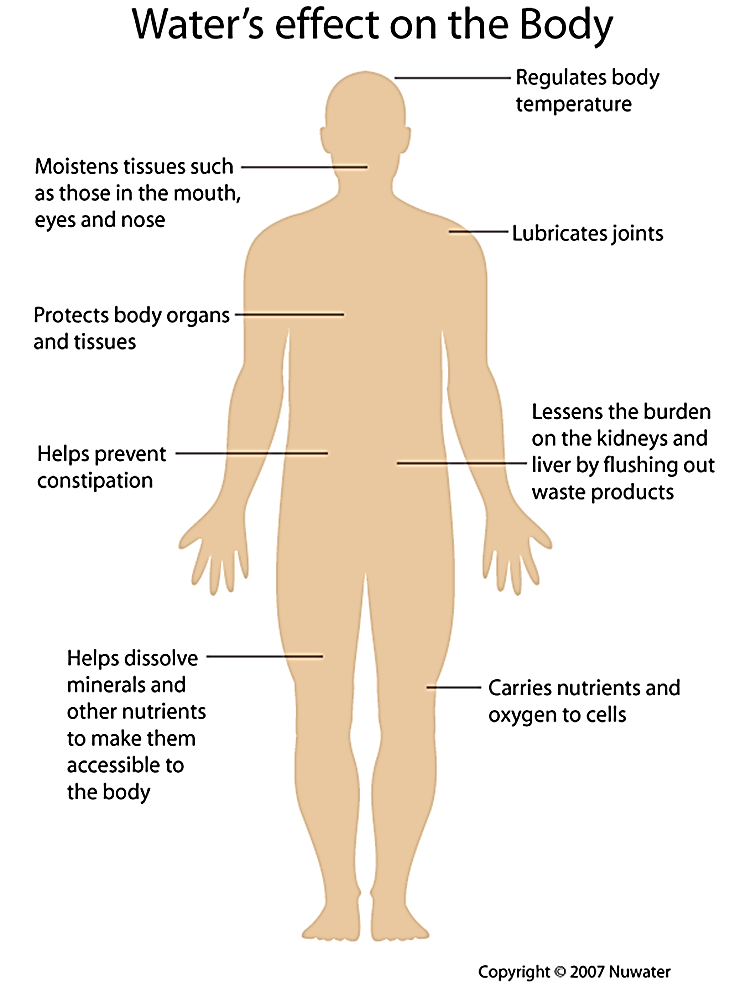 Water's effect on the Body
Regulates body
temperature
Moistens tissues such
as those in the mouth,
eyes and nose
Lubricates joints
Protects body organs
and tissues
Lessens the burden
on the kidneys and
liver by flushing out
waste products
Helps prevent
constipation
Helps dissolve
minerals and
other nutrients
to make them
accessible to
the body
Carries nutrients and
oxygen to cells
Copyright © 2007 Nuwater